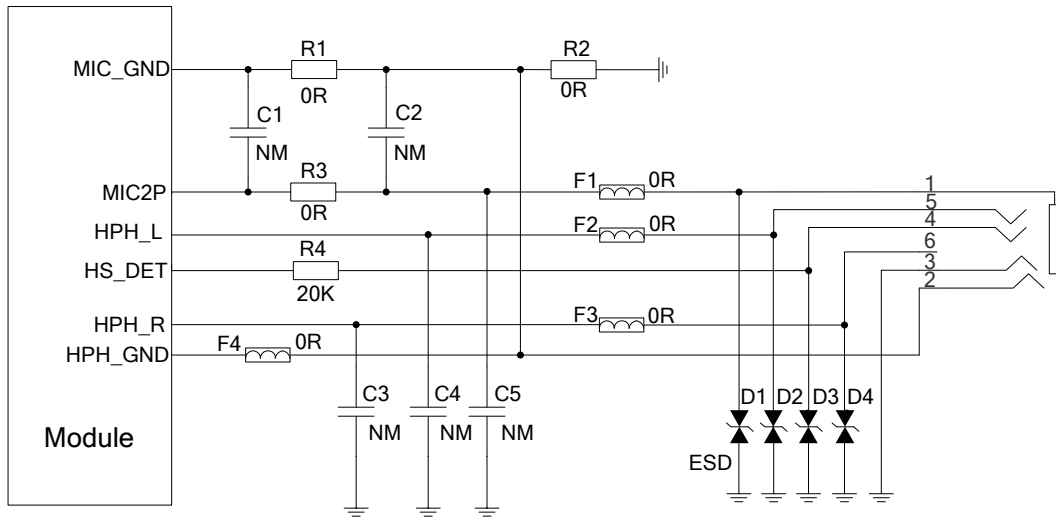 R1
R2
MIC_GND
0R
0R
C1
C2
NM
NM
R3
MIC2P
0R
F1
0R
1
5
HPH_L
F2
0R
4
R4
6
HS_DET
20K
3
2
HPH_R
F3
0R
HPH_GND
F4
0R
C3
C4
C5
D1
D2
D3
D4
NM
NM
NM
Module
ESD